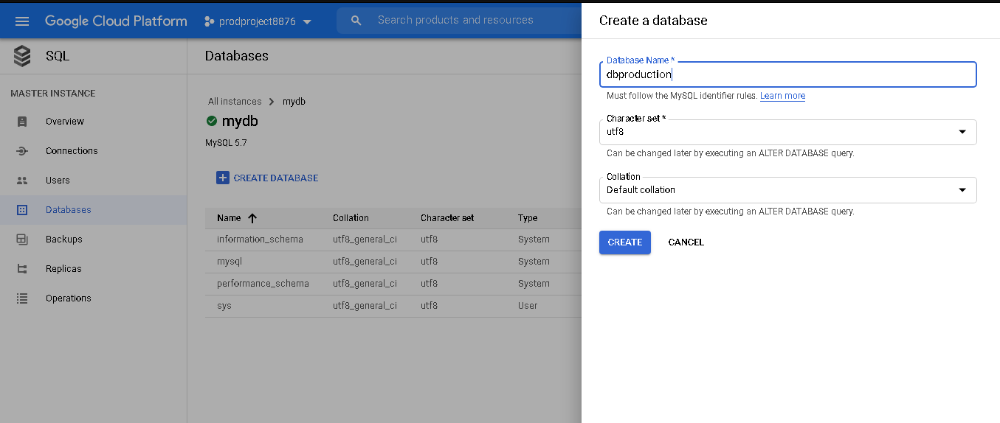 Google Cloud Platform
prodproject8876
Search products and resources
SQL
MASTER INSTANCE
Overview
Connections
Users
Databases
Backups
Replicas
Operations
Databases
All instances
mydb
mydb
MySQL 5.7
CREATE DATABASE
Name Collation Character set Type
information_schema utf8_general_ci utf8 System
mysql utf8_general_ci utf8 System
performance_schema utf8_general_ci utf8 System
sys utf8_general_ci utf8 User
Create a database
Database Name *
dbproduction
Must follow the MySQL identifier rules. Learn more
Character set *
utf8
Can be changed later by executing an ALTER DATABASE query.
Collation
Default collation
Can be changed later by executing an ALTER DATABASE query.
CREATE CANCEL